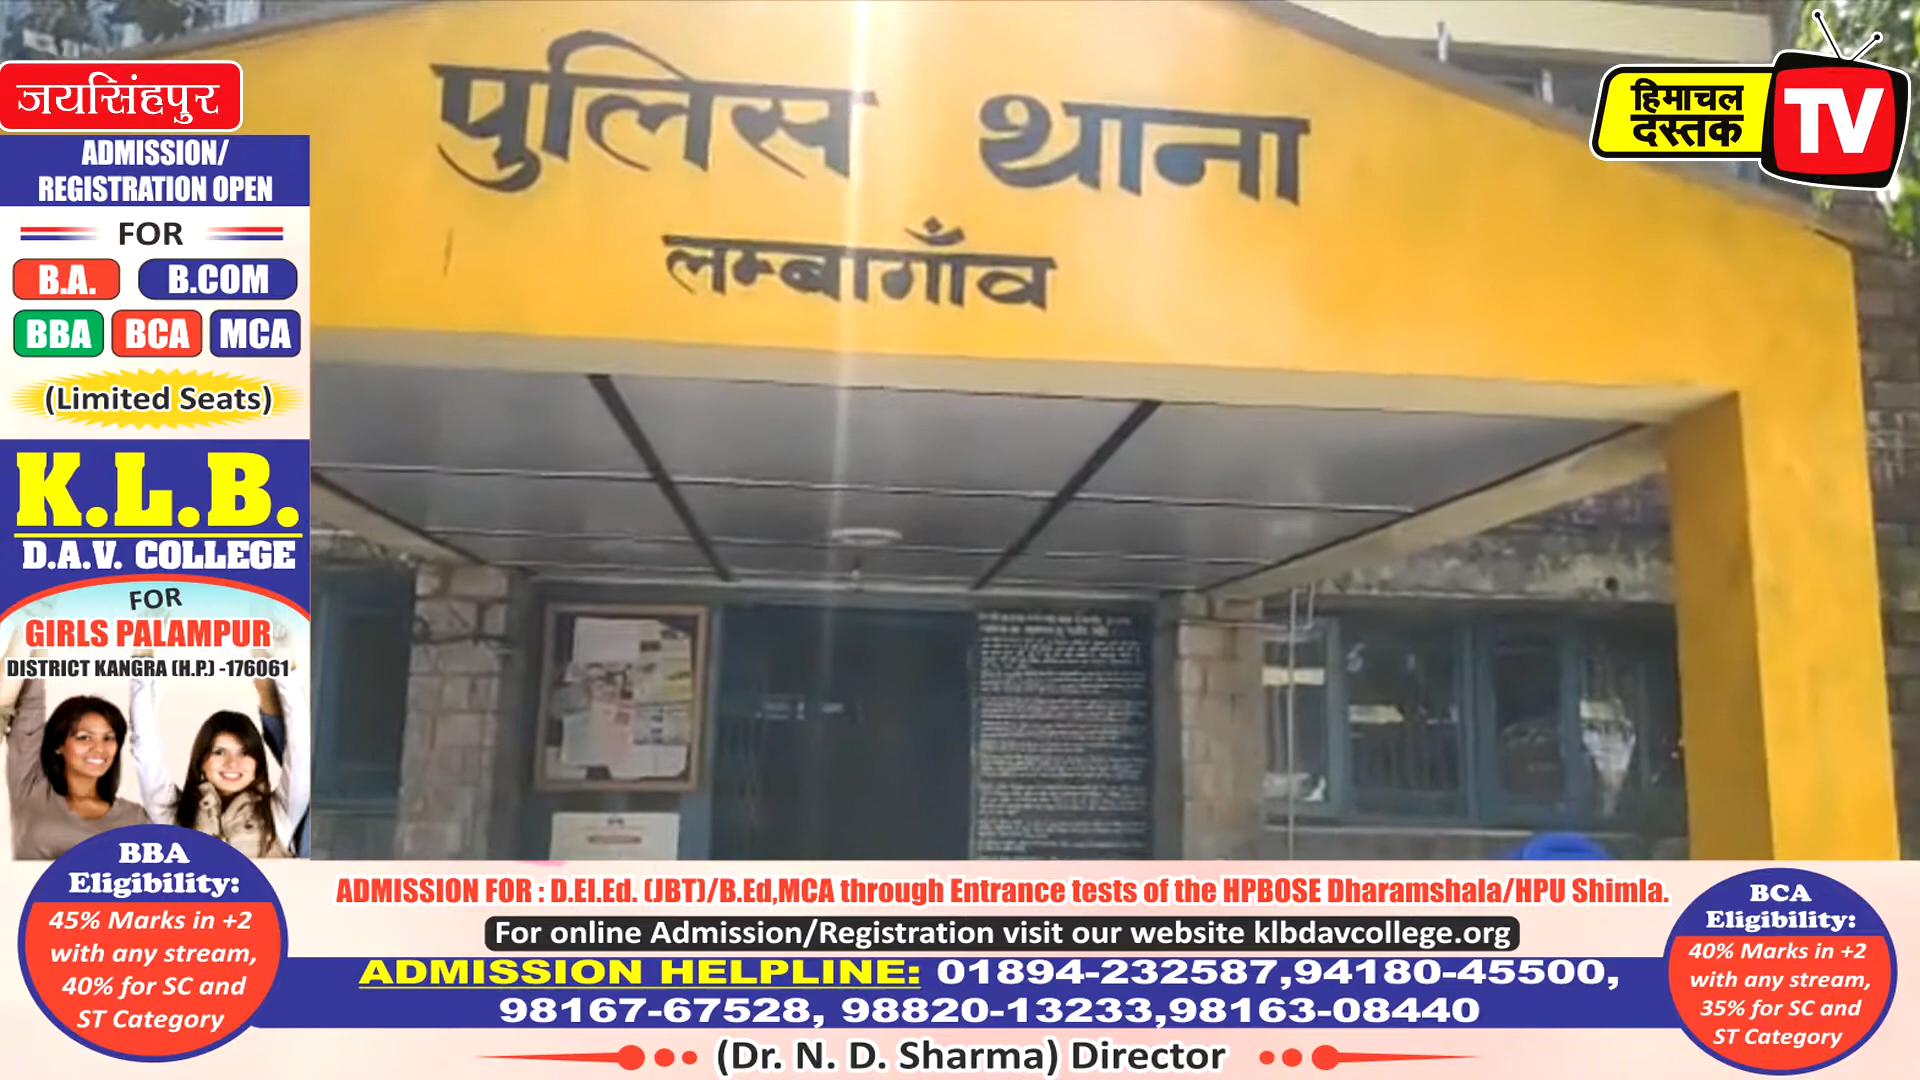 जयसिंहपुर
ADMISSION/
REGISTRATION OPEN
FOR
B.A. B.COM
BBA BCA MCA
(Limited Seats)
K.L.B.
D.A.V. COLLEGE
FOR
GIRLS PALAMPUR
DISTRICT KANGRA (H.P.) -176061
पुलिस थाना
लम्बागाँव
हिमाचल
दस्तक
TV
BBA
Eligibility:
45% Marks in +2
with any stream,
40% for SC and
ST Category
ADMISSION FOR : D.El.Ed. (JBT)/B.Ed,MCA through Entrance tests of the HPBOSE Dharamshala/HPU Shimla.
For online Admission/Registration visit our website klbdavcollege.org
ADMISSION HELPLINE: 01894-232587,94180-45500,
98167-67528, 98820-13233,98163-08440
(Dr. N. D. Sharma) Director
BCA
Eligibility:
40% Marks in +2
with any stream,
35% for SC and
ST Category